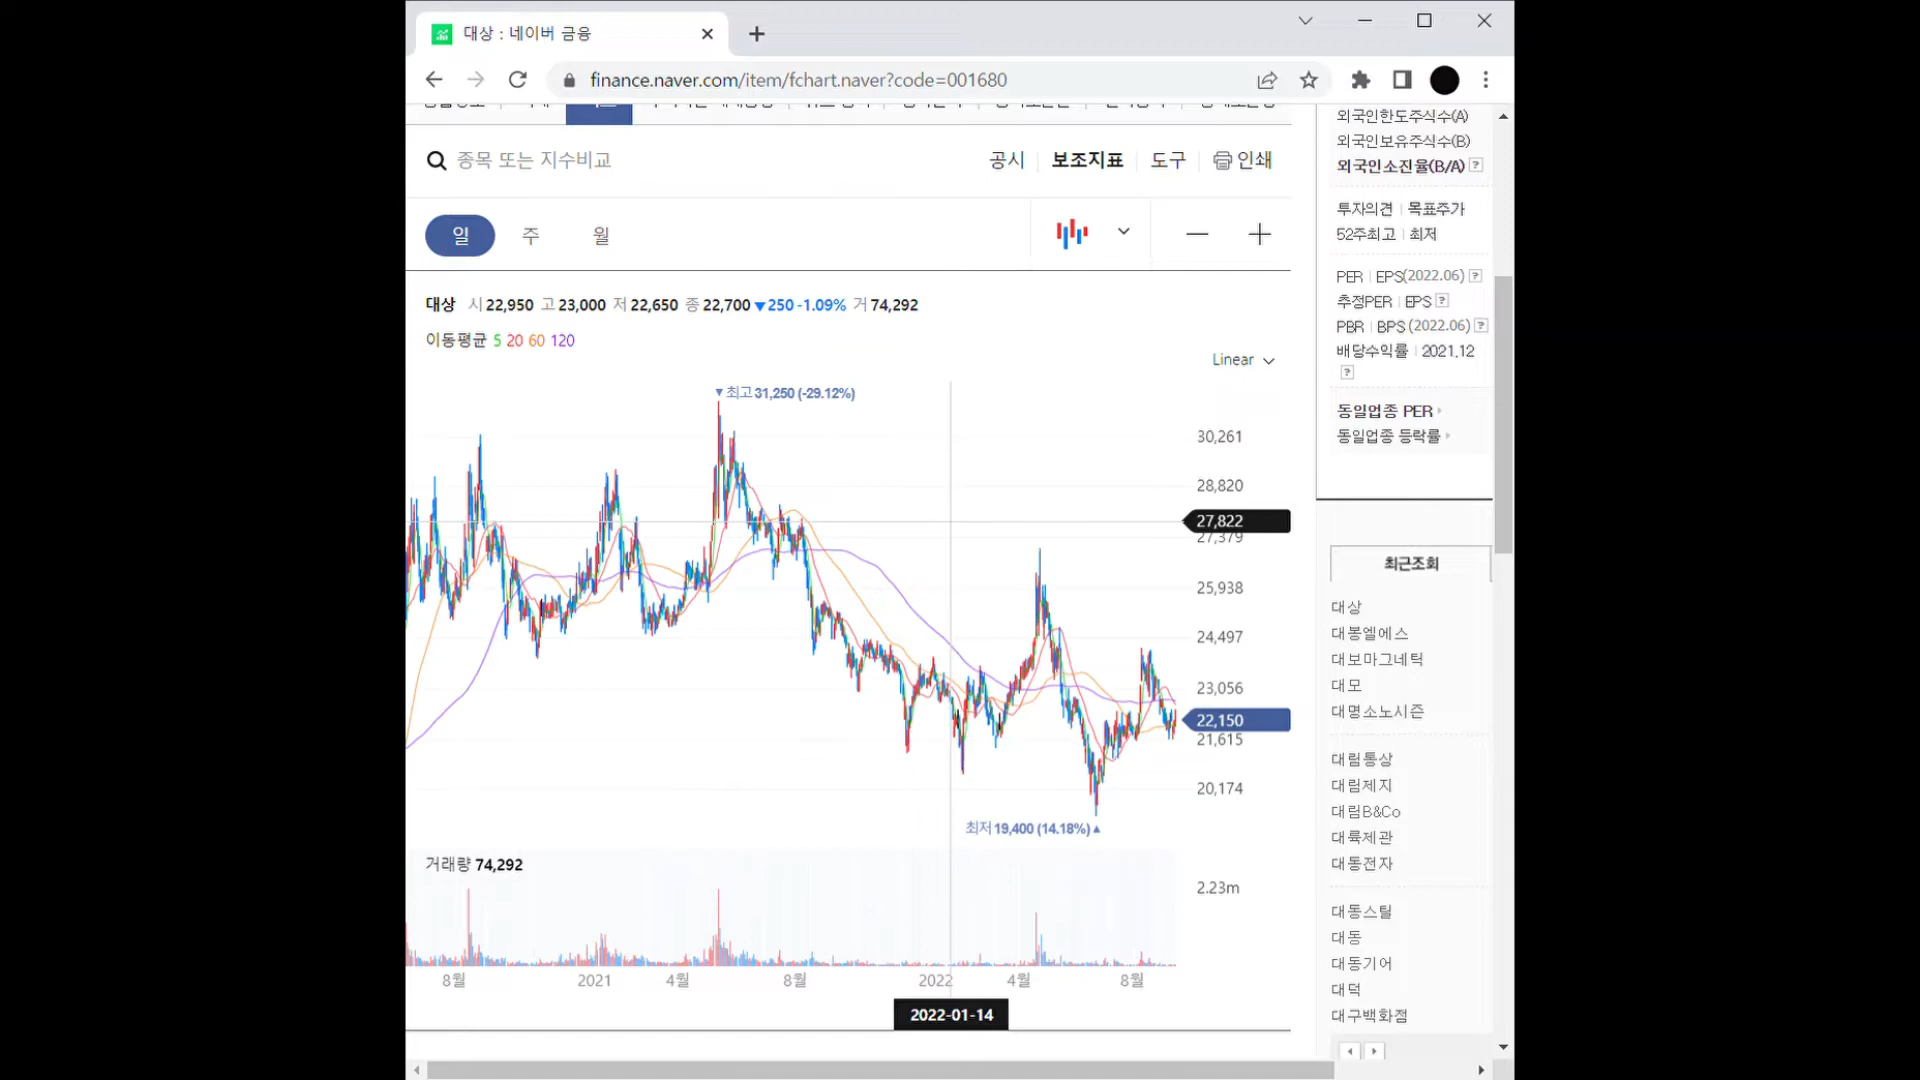 대상 : 네이버 금융
finance.naver.com/item/fchart.naver?code=001680
종목 또는 지수비교
공시 보조지표 도구 인쇄
일 주 월
대상 시 22,950 고 23,000 저 22,650 종 22,700 ▼250 -1.09% 거 74,292
이동평균 5 20 60 120
Linear
▼최고 31,250 (-29.12%)
30,261
28,820
27,822
27,379
25,938
24,497
23,056
22,150
21,615
20,174
최저 19,400 (14.18%)▲
거래량 74,292
2.23m
8월 2021 4월 8월 2022 4월 8월
2022-01-14
외국인한도주식수(A)
외국인보유주식수(B)
외국인소진율(B/A) ?
투자의견 | 목표주가
52주최고 | 최저
PER | EPS(2022.06) ?
추정PER | EPS ?
PBR | BPS (2022.06) ?
배당수익률 | 2021.12
?
동일업종 PER
동일업종 등락률
최근조회
대상
대봉엘에스
대보마그네틱
대모
대명소노시즌
대림통상
대림제지
대림B&Co
대륙제관
대동전자
대동스틸
대동
대동기어
대덕
대구백화점